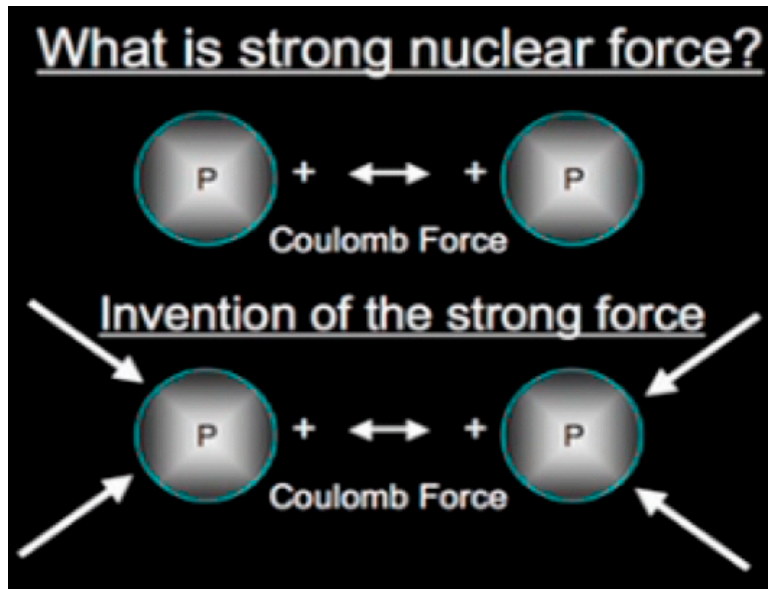 What is strong nuclear force?
P + + P
Coulomb Force
Invention of the strong force
P + + P
Coulomb Force